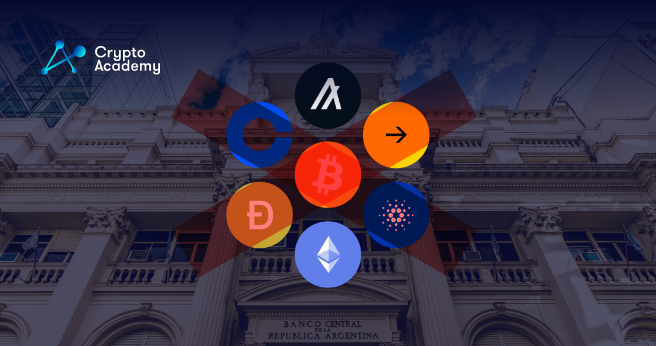 Crypto
Academy
BANCO CENTRAL
DE LA
REPUBLICA ARGENTINA